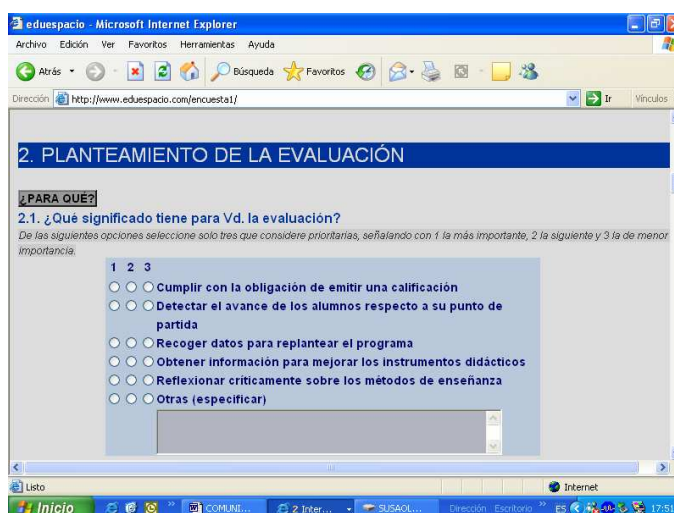 eduespacio - Microsoft Internet Explorer
Archivo Edición Ver Favoritos Herramientas Ayuda
Atrás Búsqueda Favoritos
Dirección http://www.eduespacio.com/encuesta1/ Ir Vínculos
2. PLANTEAMIENTO DE LA EVALUACIÓN
¿PARA QUÉ?
2.1. ¿Qué significado tiene para Vd. la evaluación?
De las siguientes opciones seleccione solo tres que considere prioritarias, señalando con 1 la más importante, 2 la siguiente y 3 la de menor
importancia.
1 2 3
Cumplir con la obligación de emitir una calificación
Detectar el avance de los alumnos respecto a su punto de
partida
Recoger datos para replantear el programa
Obtener información para mejorar los instrumentos didácticos
Reflexionar críticamente sobre los métodos de enseñanza
Otras (especificar)
Listo Internet
Inicio COMUNI... 2 Inter... SUSAOL... Dirección Escritorio ES 17:51